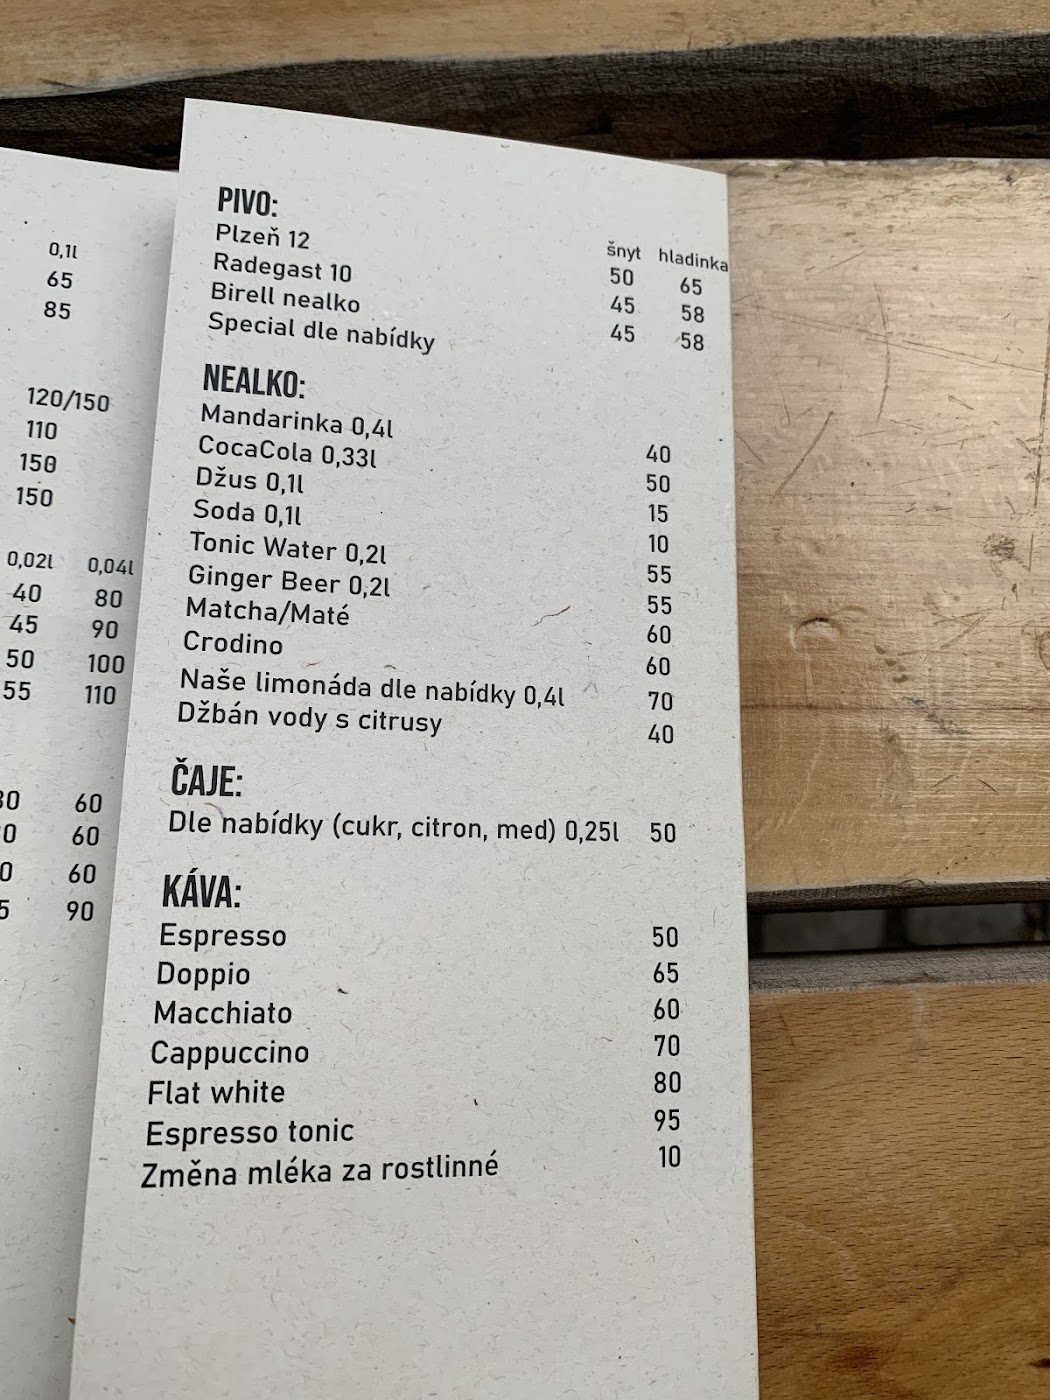 0,1l
65
85
120/150
110
150
150
0,02l 0,04l
40 80
45 90
50 100
55 110
60
60
60
90
PIVO:
šnyt hladinka
Plzeň 12 50 65
Radegast 10 45 58
Birell nealko 45 58
Special dle nabídky
NEALKO:
Mandarinka 0,4l 40
CocaCola 0,33l 50
Džus 0,1l 15
Soda 0,1l 10
Tonic Water 0,2l 55
Ginger Beer 0,2l 55
Matcha/Maté 60
Crodino 60
Naše limonáda dle nabídky 0,4l 70
Džbán vody s citrusy 40
ČAJE:
Dle nabídky (cukr, citron, med) 0,25l 50
KÁVA:
Espresso 50
Doppio 65
Macchiato 60
Cappuccino 70
Flat white 80
Espresso tonic 95
Změna mléka za rostlinné 10